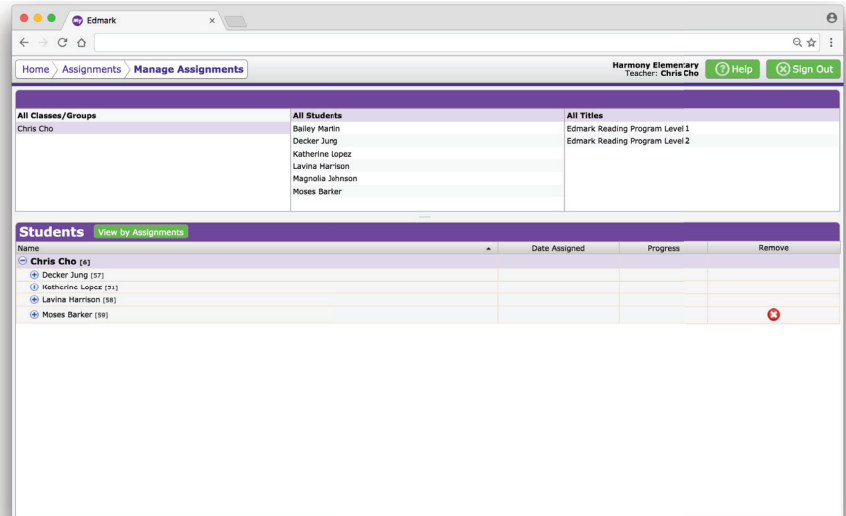 My Edmark
Home Assignments Manage Assignments
Harmony Elementary
Teacher: Chris Cho
? Help
Sign Out
All Classes/Groups All Students All Titles
Chris Cho Bailey Martin Edmark Reading Program Level 1
Decker Jung Edmark Reading Program Level 2
Katherine Lopez
Lavina Harrison
Magnolia Johnson
Moses Barker
Students View by Assignments
Name Date Assigned Progress Remove
Chris Cho [6]
Decker Jung [57]
Katherine Lopez
Lavina Harrison [58]
Moses Barker [59]